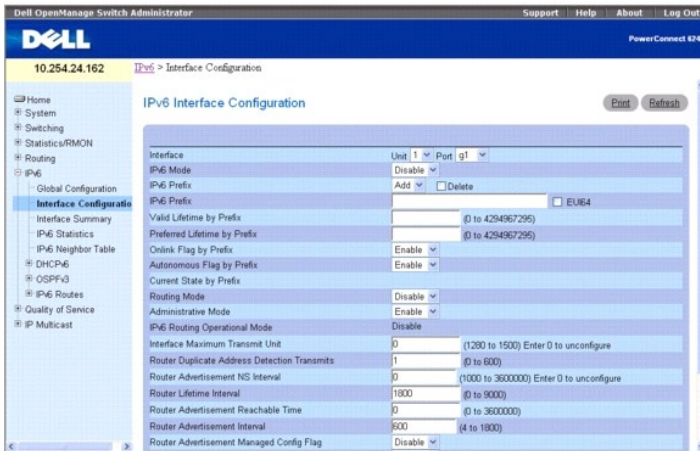 Dell OpenManage Switch Administrator
Support Help About Log Out
DELL
PowerConnect 624
10.254.24.162
IPv6 > Interface Configuration
Home
System
Switching
Statistics/RMON
Routing
IPv6
Global Configuration
Interface Configuratio
Interface Summary
IPv6 Statistics
IPv6 Neighbor Table
DHCPv6
OSPFv3
IPv6 Routes
Quality of Service
IP Multicast
IPv6 Interface Configuration
Print Refresh
Interface Unit 1 Port g1
IPv6 Mode Disable
IPv6 Prefix Add Delete
IPv6 Prefix EUI64
Valid Lifetime by Prefix (0 to 4294967295)
Preferred Lifetime by Prefix (0 to 4294967295)
Onlink Flag by Prefix Enable
Autonomous Flag by Prefix Enable
Current State by Prefix
Routing Mode Disable
Administrative Mode Enable
IPv6 Routing Operational Mode Disable
Interface Maximum Transmit Unit 0 (1280 to 1500) Enter 0 to unconfigure
Router Duplicate Address Detection Transmits 1 (0 to 600)
Router Advertisement NS Interval 0 (1000 to 3600000) Enter 0 to unconfigure
Router Lifetime Interval 1800 (0 to 9000)
Router Advertisement Reachable Time 0 (0 to 3600000)
Router Advertisement Interval 600 (4 to 1800)
Router Advertisement Managed Config Flag Disable